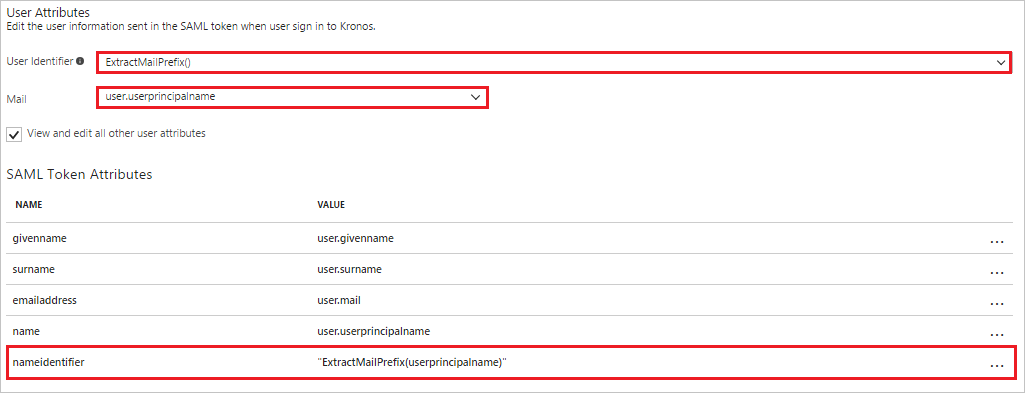 User Attributes
Edit the user information sent in the SAML token when user sign in to Kronos.
User Identifier
ExtractMailPrefix()
Mail
user.userprincipalname
View and edit all other user attributes
SAML Token Attributes
NAME VALUE
givenname user.givenname ...
surname user.surname ...
emailaddress user.mail ...
name user.userprincipalname ...
nameidentifier "ExtractMailPrefix(userprincipalname)" ...